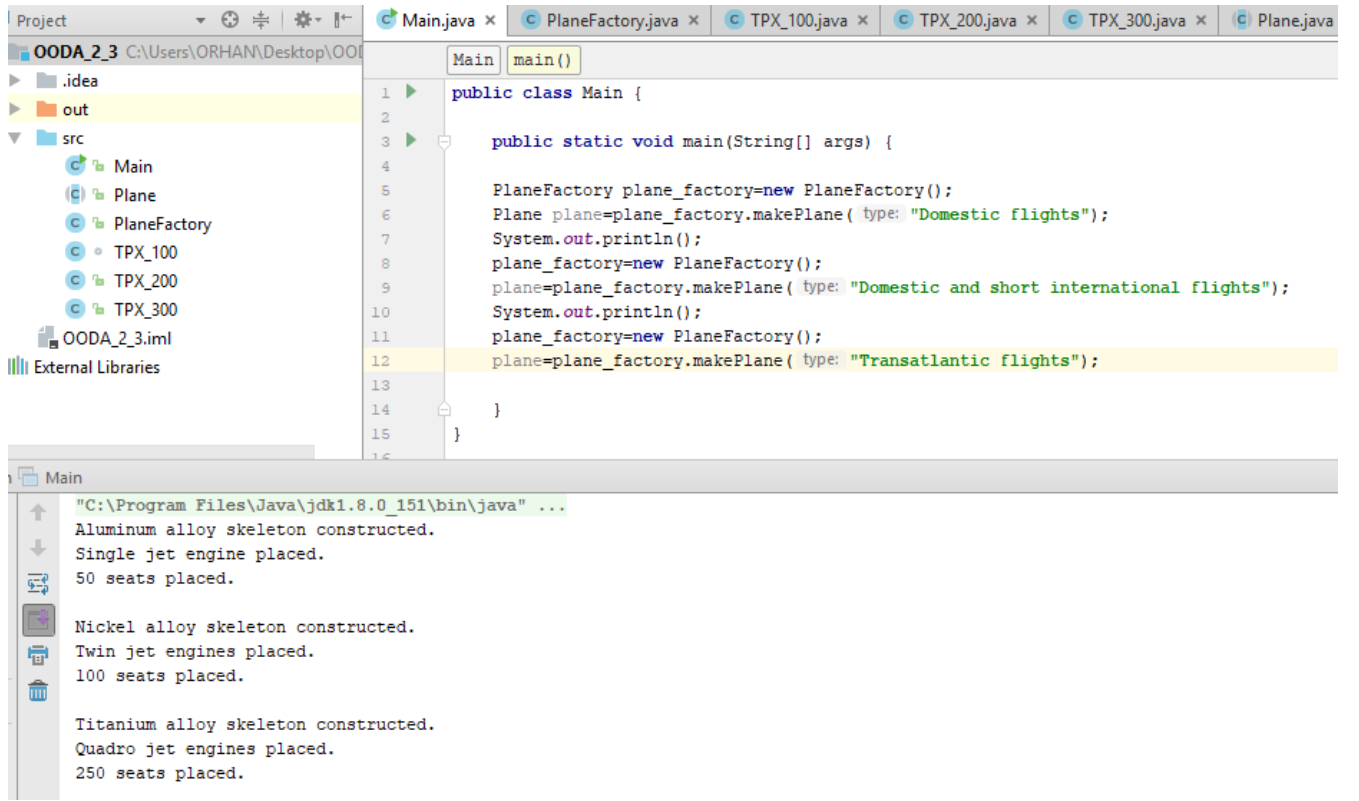 Project
Main.java × PlaneFactory.java × TPX_100.java × TPX_200.java × TPX_300.java × Plane.java
OODA_2_3 C:\Users\ORHAN\Desktop\OOD
.idea
out
src
Main
Plane
PlaneFactory
TPX_100
TPX_200
TPX_300
OODA_2_3.iml
External Libraries
Main main()
1 public class Main {
2
3 public static void main(String[] args) {
4
5 PlaneFactory plane_factory=new PlaneFactory();
6 Plane plane=plane_factory.makePlane( type: "Domestic flights");
7 System.out.println();
8 plane_factory=new PlaneFactory();
9 plane=plane_factory.makePlane( type: "Domestic and short international flights");
10 System.out.println();
11 plane_factory=new PlaneFactory();
12 plane=plane_factory.makePlane( type: "Transatlantic flights");
13
14 }
15 }
16
Main
"C:\Program Files\Java\jdk1.8.0_151\bin\java" ...
Aluminum alloy skeleton constructed.
Single jet engine placed.
50 seats placed.
Nickel alloy skeleton constructed.
Twin jet engines placed.
100 seats placed.
Titanium alloy skeleton constructed.
Quadro jet engines placed.
250 seats placed.